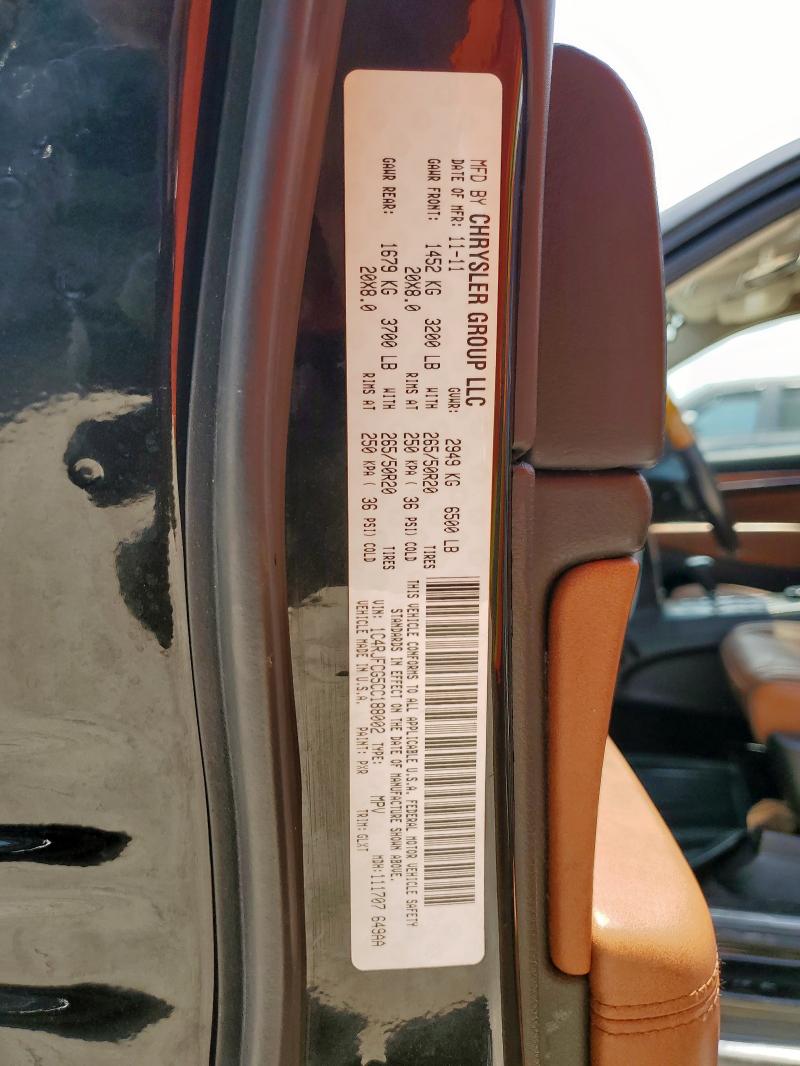 MFD BY CHRYSLER GROUP LLC
DATE OF MFR: 11-11 GVWR: 2949 KG 6500 LB
GAWR FRONT: 1452 KG 3200 LB WITH 265/50R20 TIRES
20X8.0 RIMS AT 250 KPA ( 36 PSI) COLD
GAWR REAR: 1679 KG 3700 LB WITH 265/50R20 TIRES
20X8.0 RIMS AT 250 KPA ( 36 PSI) COLD
THIS VEHICLE CONFORMS TO ALL APPLICABLE U.S.A. FEDERAL MOTOR VEHICLE SAFETY
STANDARDS IN EFFECT ON THE DATE OF MANUFACTURE SHOWN ABOVE.
VIN: 1C4RJFCG5CC188002 TYPE: MPV MDH:111707 649AA
VEHICLE MADE IN U.S.A. PAINT: PXR TRIM: GLXT